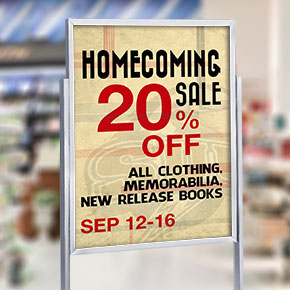 HOMECOMING
20% SALE
OFF
ALL CLOTHING,
MEMORABILIA,
NEW RELEASE BOOKS
SEP 12-16